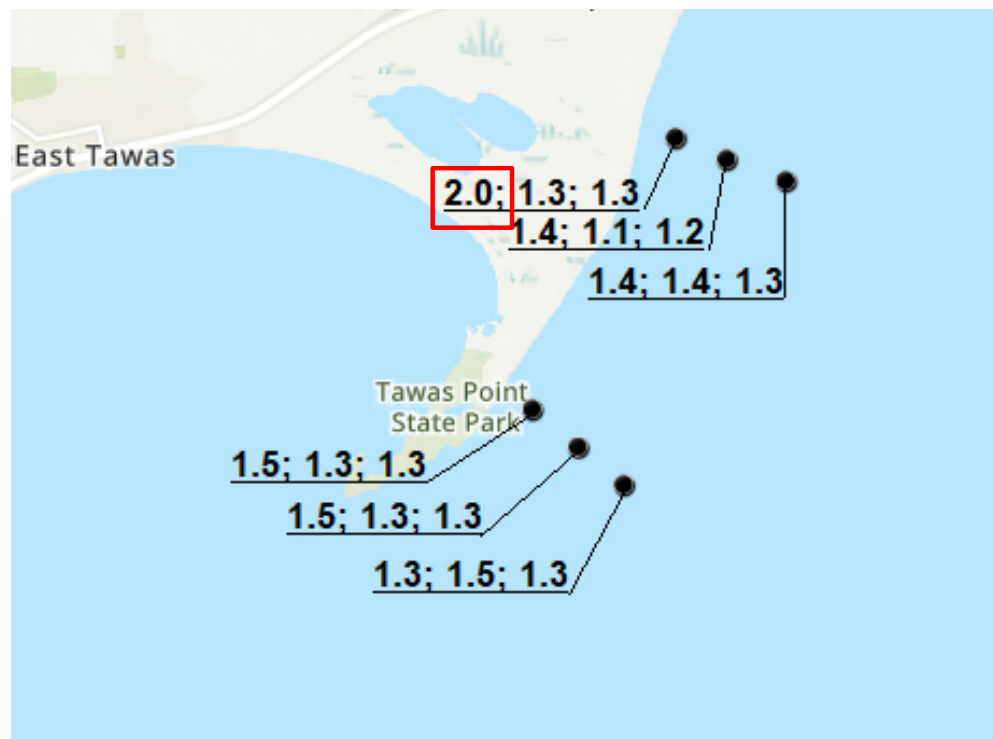 East Tawas
2.0; 1.3; 1.3
1.4; 1.1; 1.2
1.4; 1.4; 1.3
Tawas Point
State Park
1.5; 1.3; 1.3
1.5; 1.3; 1.3
1.3; 1.5; 1.3